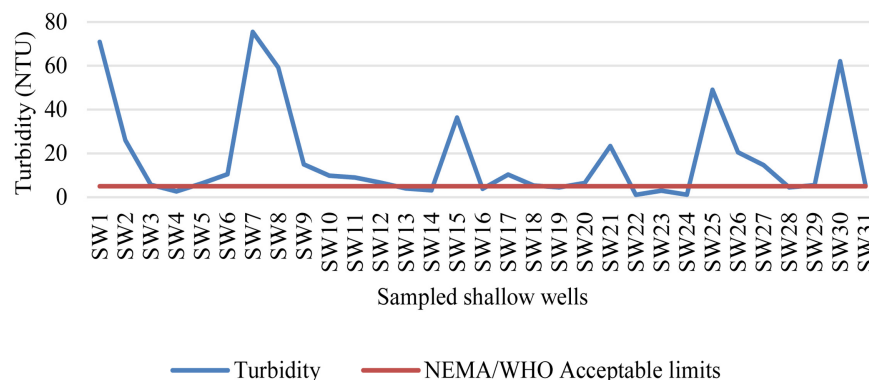 80
60
40
20
0
Turbidity (NTU)
SW1
SW2
SW3
SW4
SW5
SW6
SW7
SW8
SW9
SW10
SW11
SW12
SW13
SW14
SW15
SW16
SW17
SW18
SW19
SW20
SW21
SW22
SW23
SW24
SW25
SW26
SW27
SW28
SW29
SW30
SW31
Sampled shallow wells
Turbidity
NEMA/WHO Acceptable limits